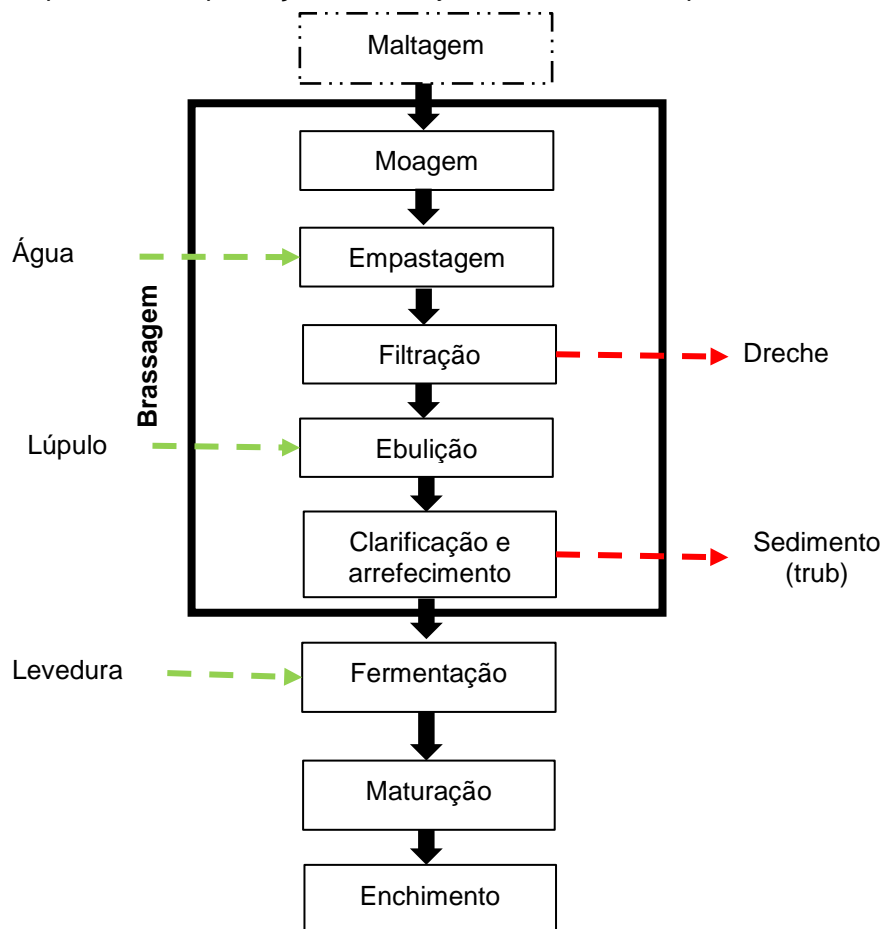 Maltagem
Moagem
Água
Empastagem
Brassagem
Filtração
Dreche
Lúpulo
Ebulição
Clarificação e
arrefecimento
Sedimento
(trub)
Levedura
Fermentação
Maturação
Enchimento